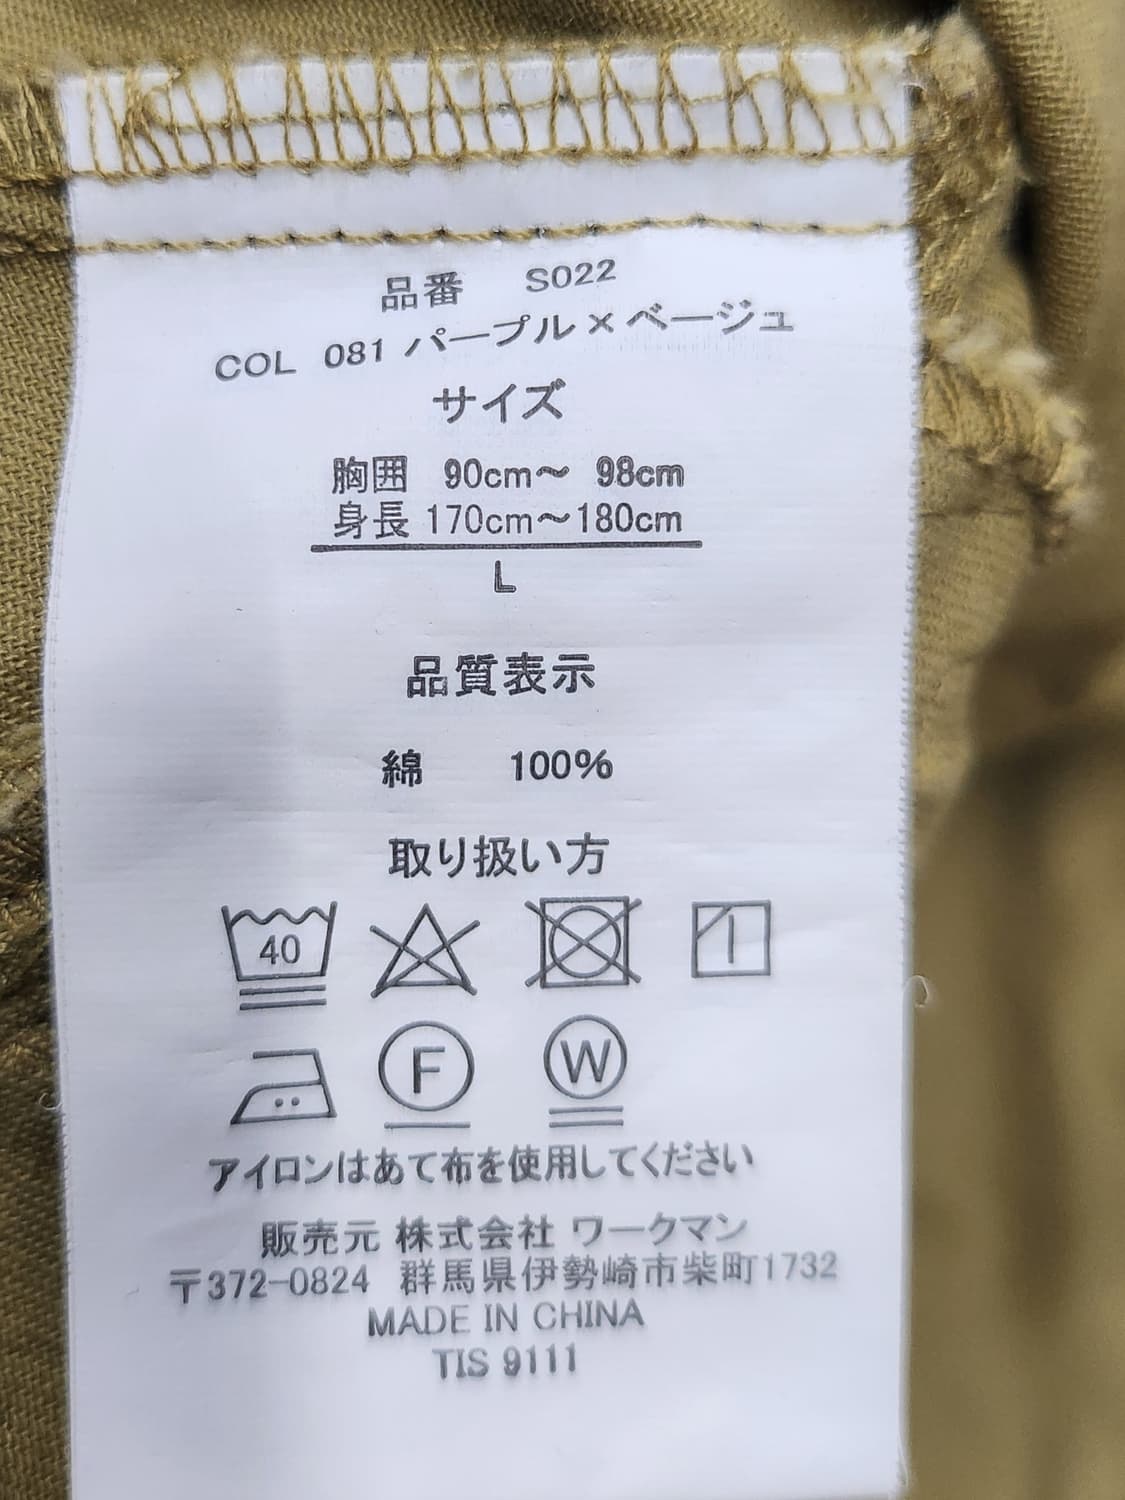 品番 S022
COL 081 パープル×ベージュ
サイズ
胸囲 90cm〜 98cm
身長 170cm〜180cm
L
品質表示
綿 100%
取り扱い方
40
F W
アイロンはあて布を使用してください
販売元 株式会社 ワークマン
〒372-0824 群馬県伊勢崎市柴町1732
MADE IN CHINA
TIS 9111